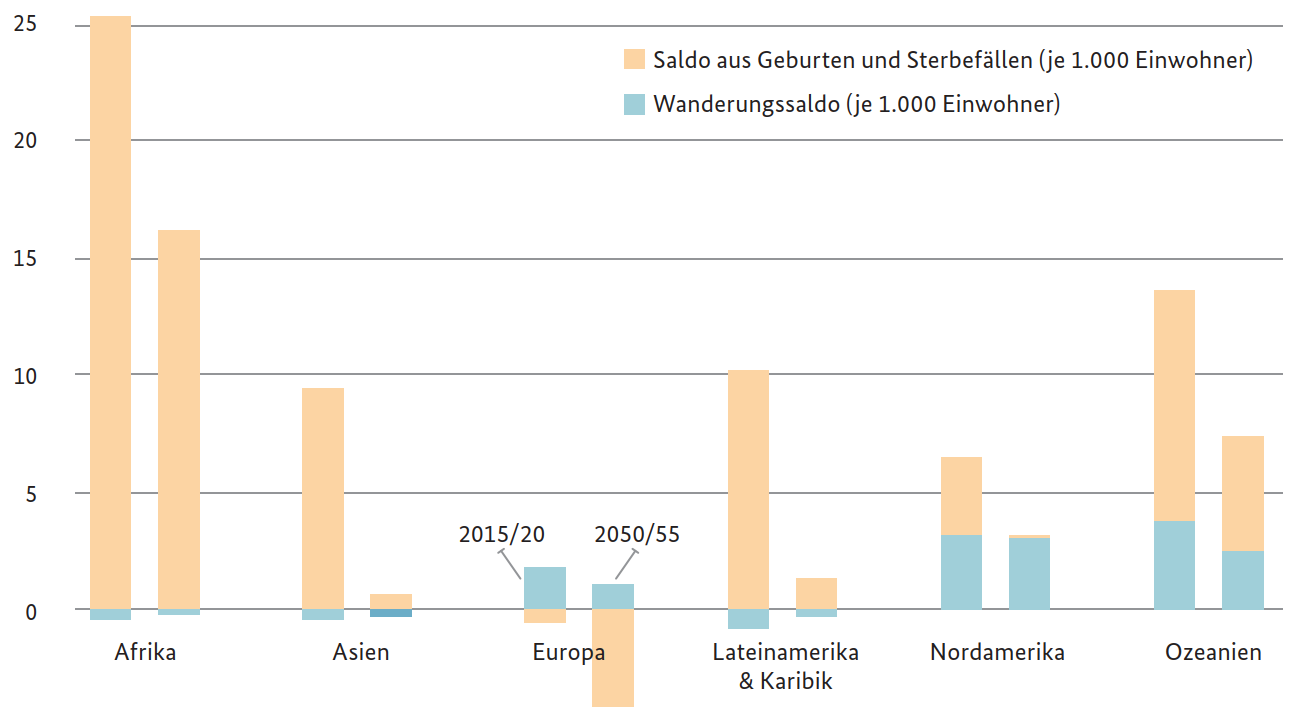 25
Saldo aus Geburten und Sterbefällen (je 1.000 Einwohner)
Wanderungssaldo (je 1.000 Einwohner)
20
15
10
5
2015/20
2050/55
0
Afrika
Asien
Europa
Lateinamerika
& Karibik
Nordamerika
Ozeanien